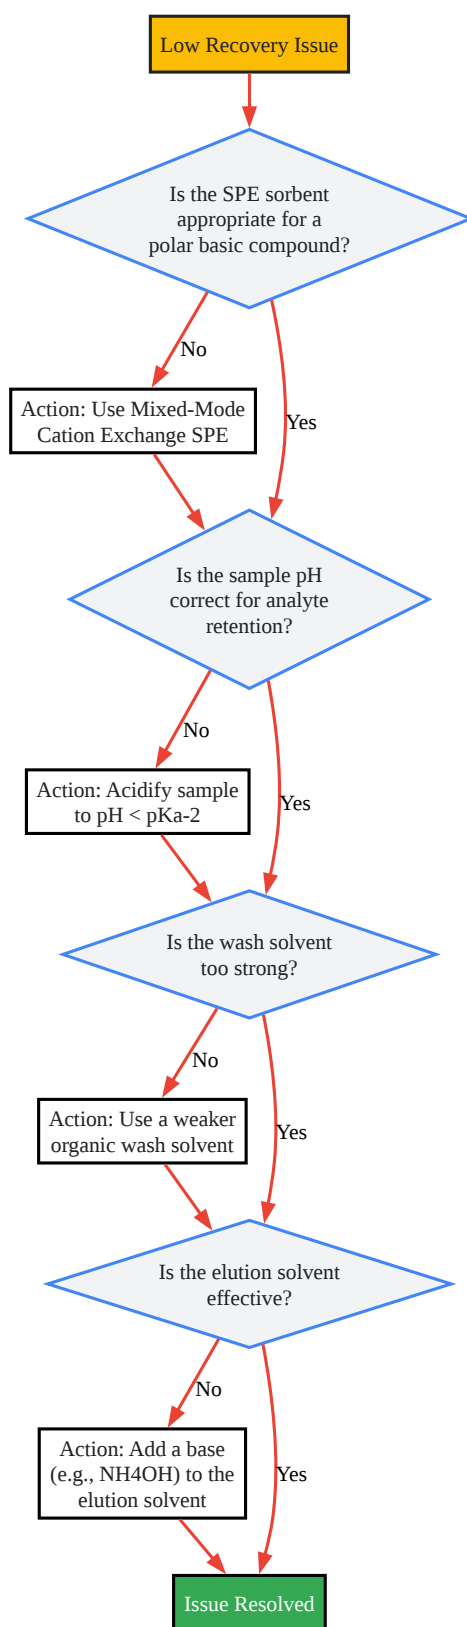 Low Recovery Issue
Is the SPE sorbent
appropriate for a
polar basic compound?
No
Yes
Action: Use Mixed-Mode
Cation Exchange SPE
Is the sample pH
correct for analyte
retention?
No
Yes
Action: Acidify sample
to pH < pKa-2
Is the wash solvent
too strong?
No
Yes
Action: Use a weaker
organic wash solvent
Is the elution solvent
effective?
No
Yes
Action: Add a base
(e.g., NH4OH) to the
elution solvent
Issue Resolved